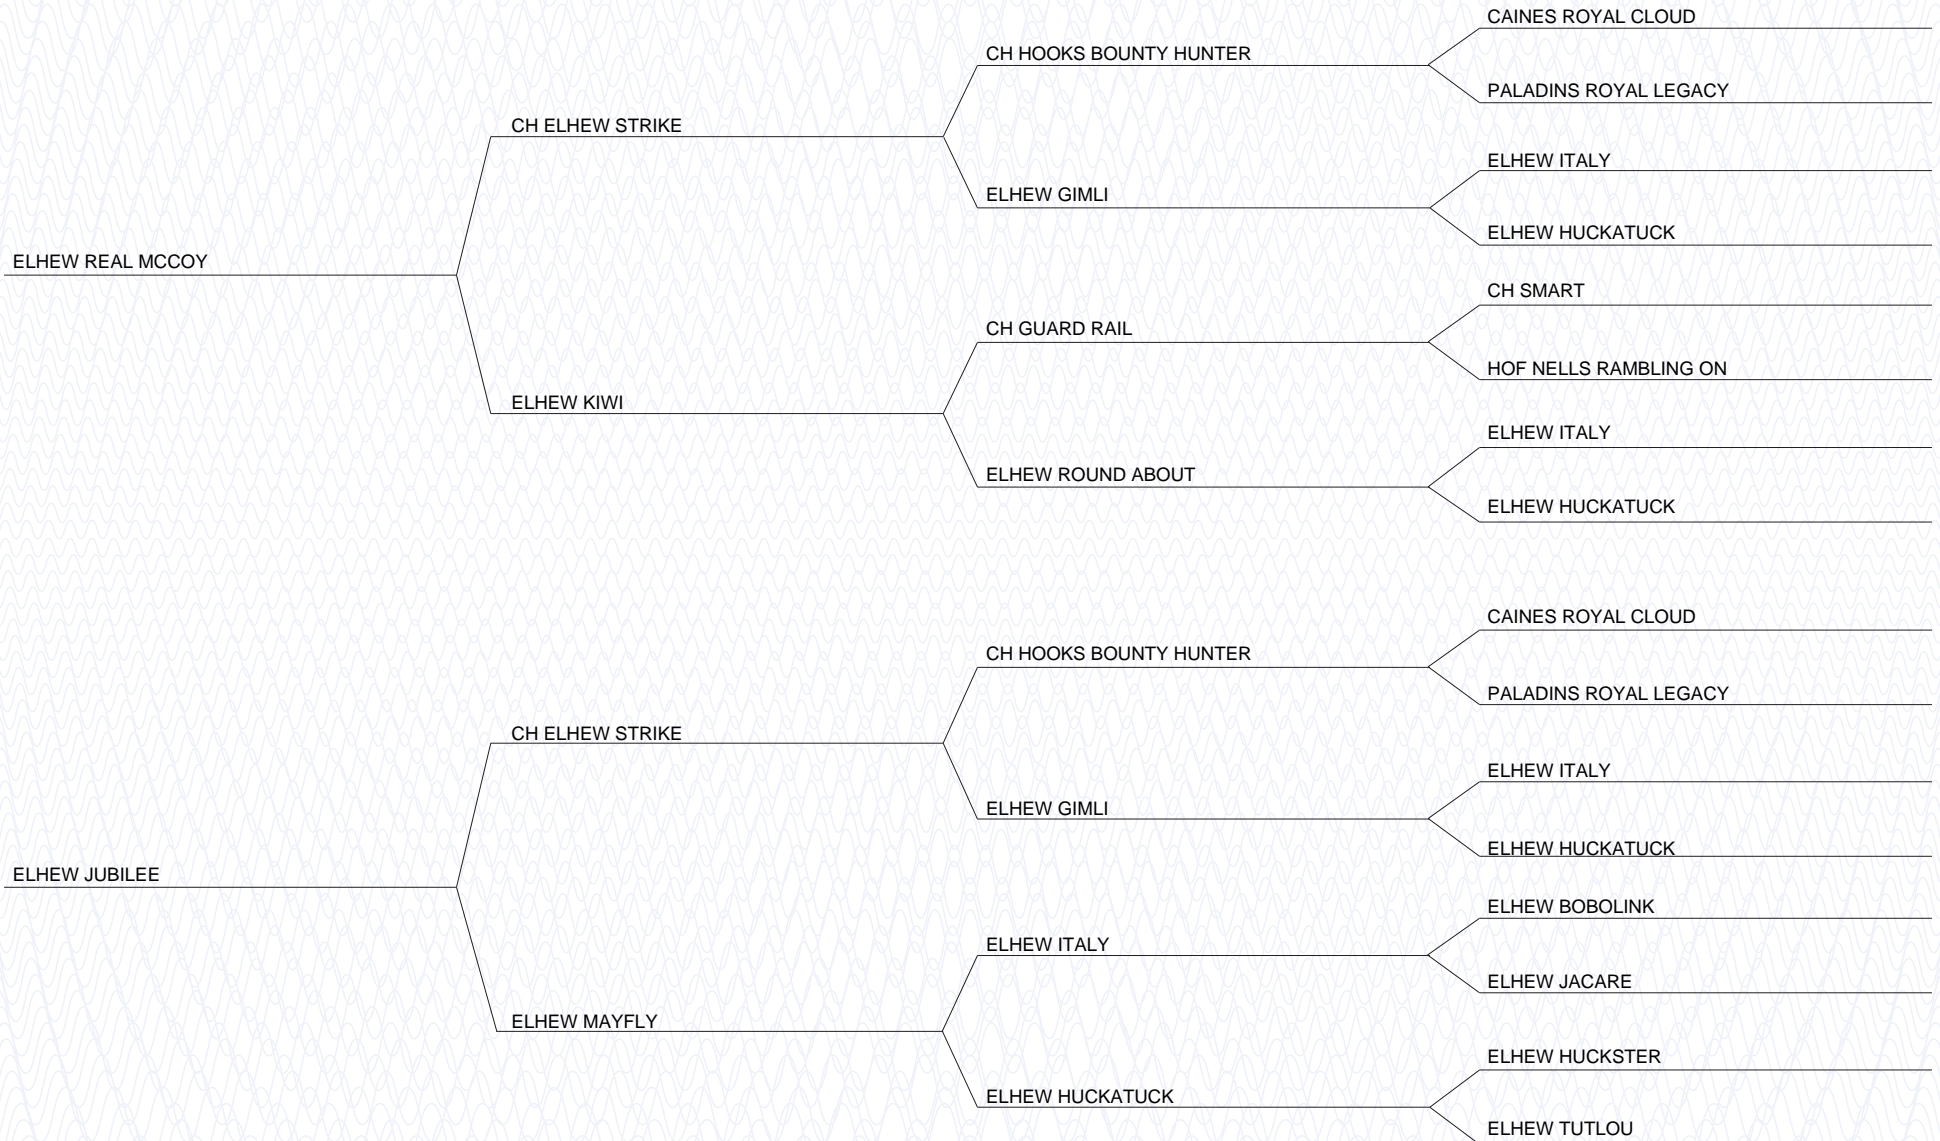 CAINES ROYAL CLOUD
CH HOOKS BOUNTY HUNTER
PALADINS ROYAL LEGACY
CH ELHEW STRIKE
ELHEW ITALY
ELHEW GIMLI
ELHEW HUCKATUCK
ELHEW REAL MCCOY
CH SMART
CH GUARD RAIL
HOF NELLS RAMBLING ON
ELHEW KIWI
ELHEW ITALY
ELHEW ROUND ABOUT
ELHEW HUCKATUCK
CAINES ROYAL CLOUD
CH HOOKS BOUNTY HUNTER
PALADINS ROYAL LEGACY
CH ELHEW STRIKE
ELHEW ITALY
ELHEW GIMLI
ELHEW HUCKATUCK
ELHEW JUBILEE
ELHEW BOBOLINK
ELHEW ITALY
ELHEW JACARE
ELHEW MAYFLY
ELHEW HUCKSTER
ELHEW HUCKATUCK
ELHEW TUTLOU